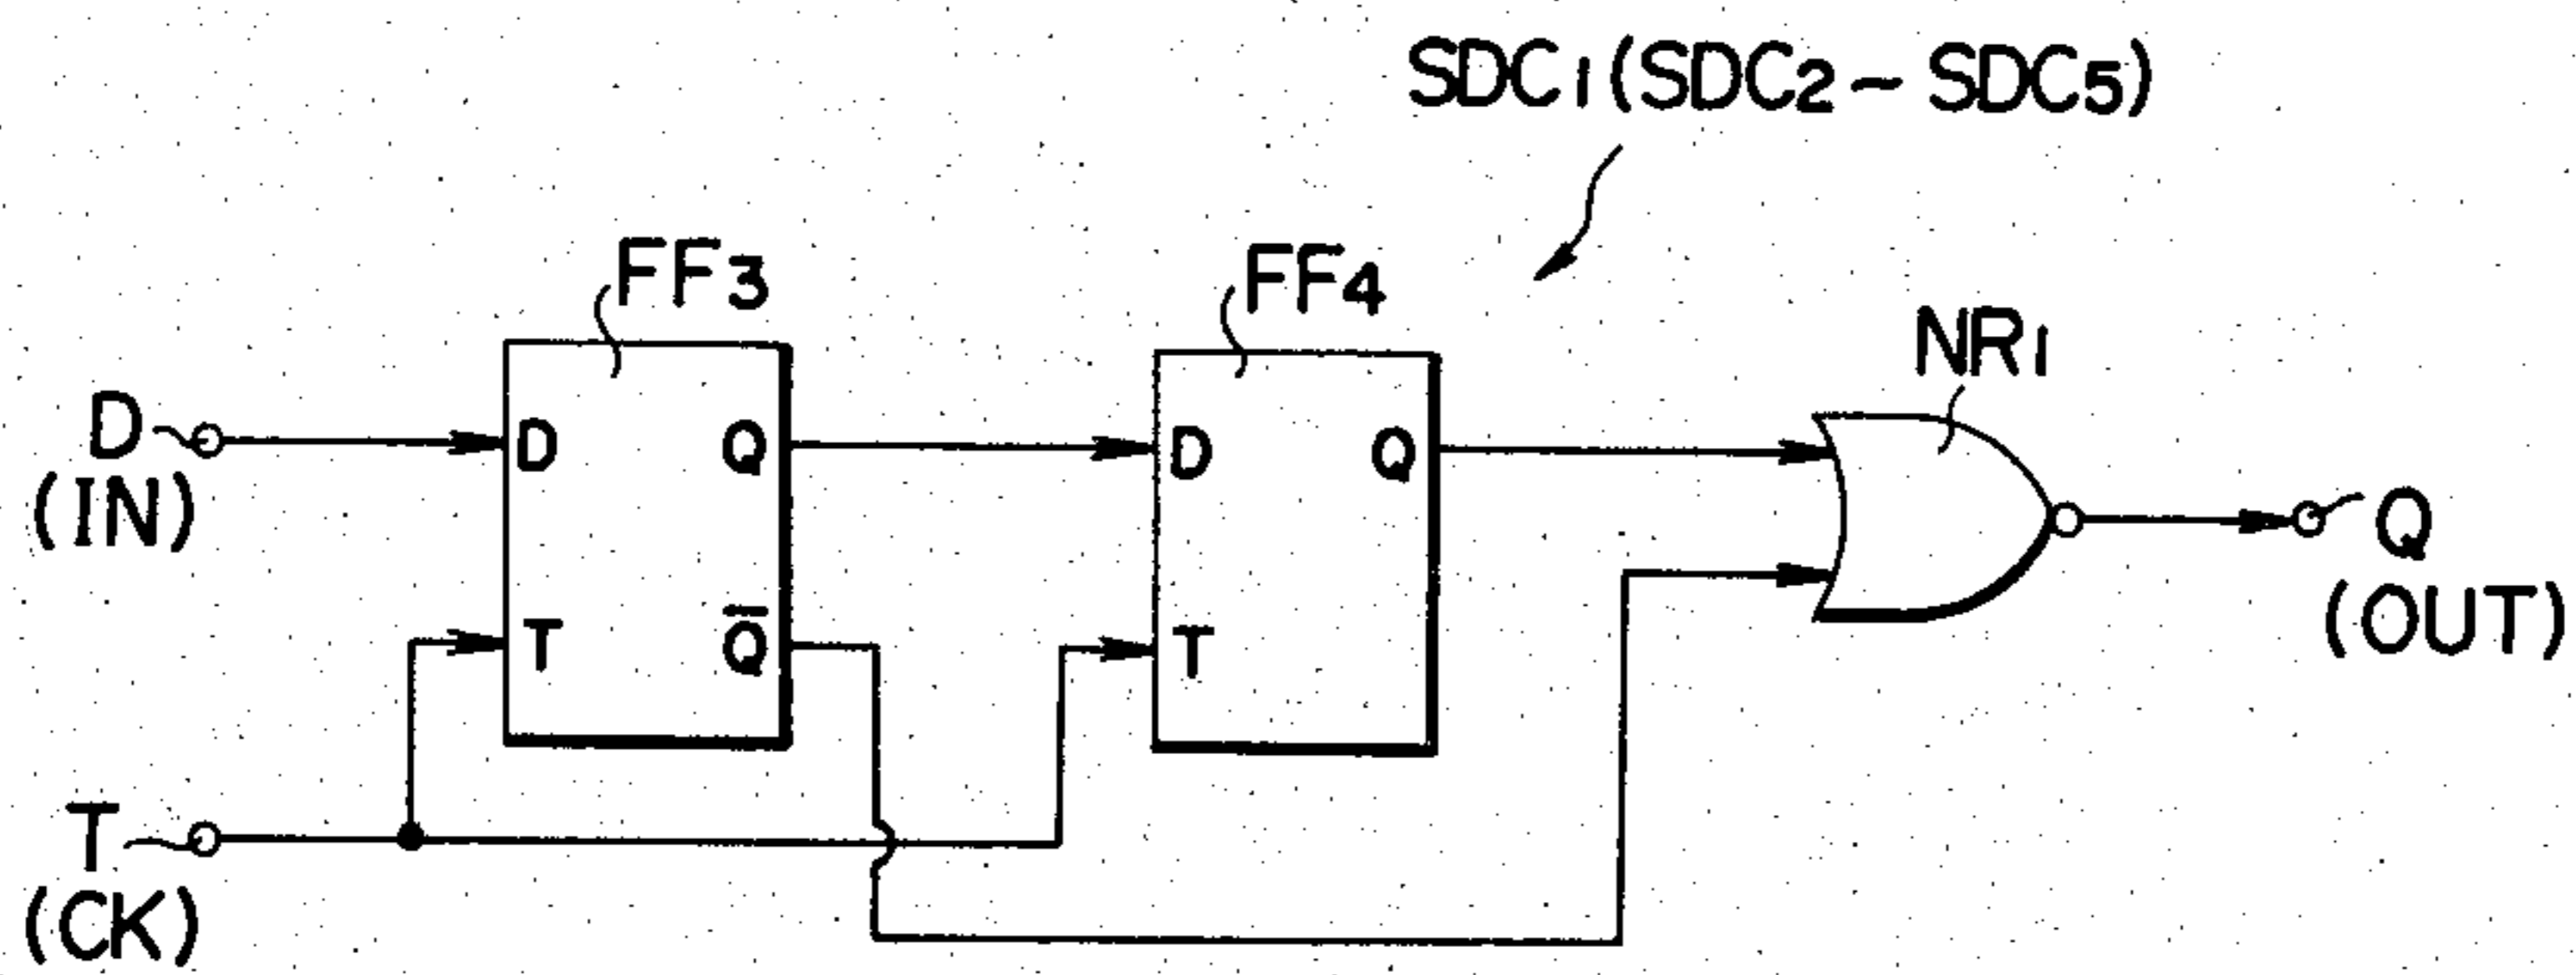 SDC1(SDC2~SDC5)
FF3
FF4
NR1
D
(IN)
D
Q
D
Q
Q
(OUT)
T
Q̅
T
T
(CK)